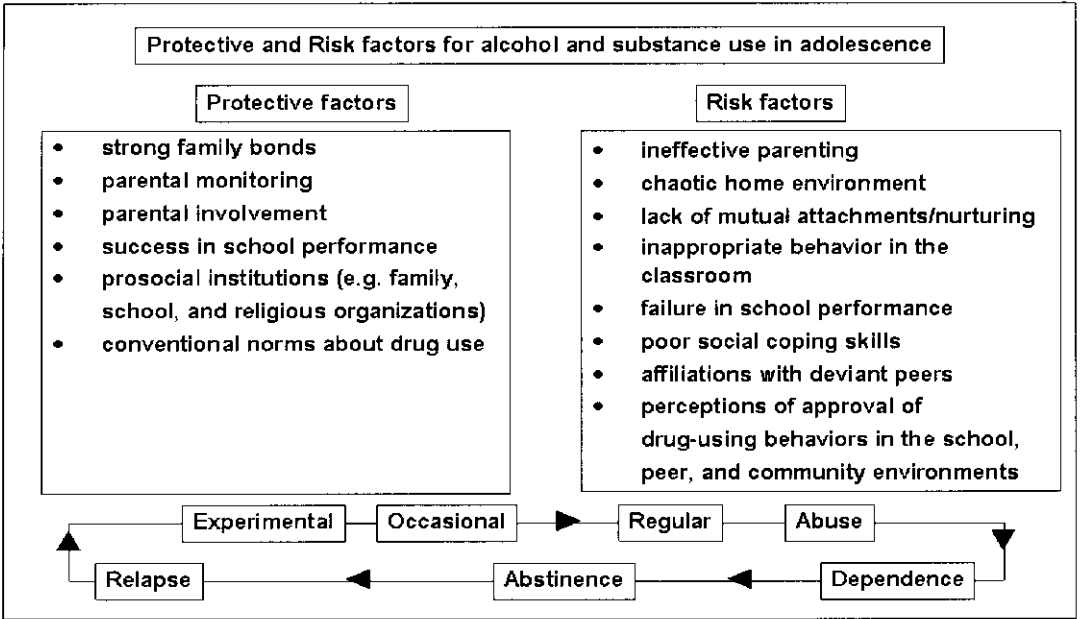 Protective and Risk factors for alcohol and substance use in adolescence
Protective factors
• strong family bonds
• parental monitoring
• parental involvement
• success in school performance
• prosocial institutions (e.g. family,
school, and religious organizations)
• conventional norms about drug use
Risk factors
• ineffective parenting
• chaotic home environment
• lack of mutual attachments/nurturing
• inappropriate behavior in the
classroom
• failure in school performance
• poor social coping skills
• affiliations with deviant peers
• perceptions of approval of
drug-using behaviors in the school,
peer, and community environments
Experimental Occasional Regular Abuse
Relapse Abstinence Dependence